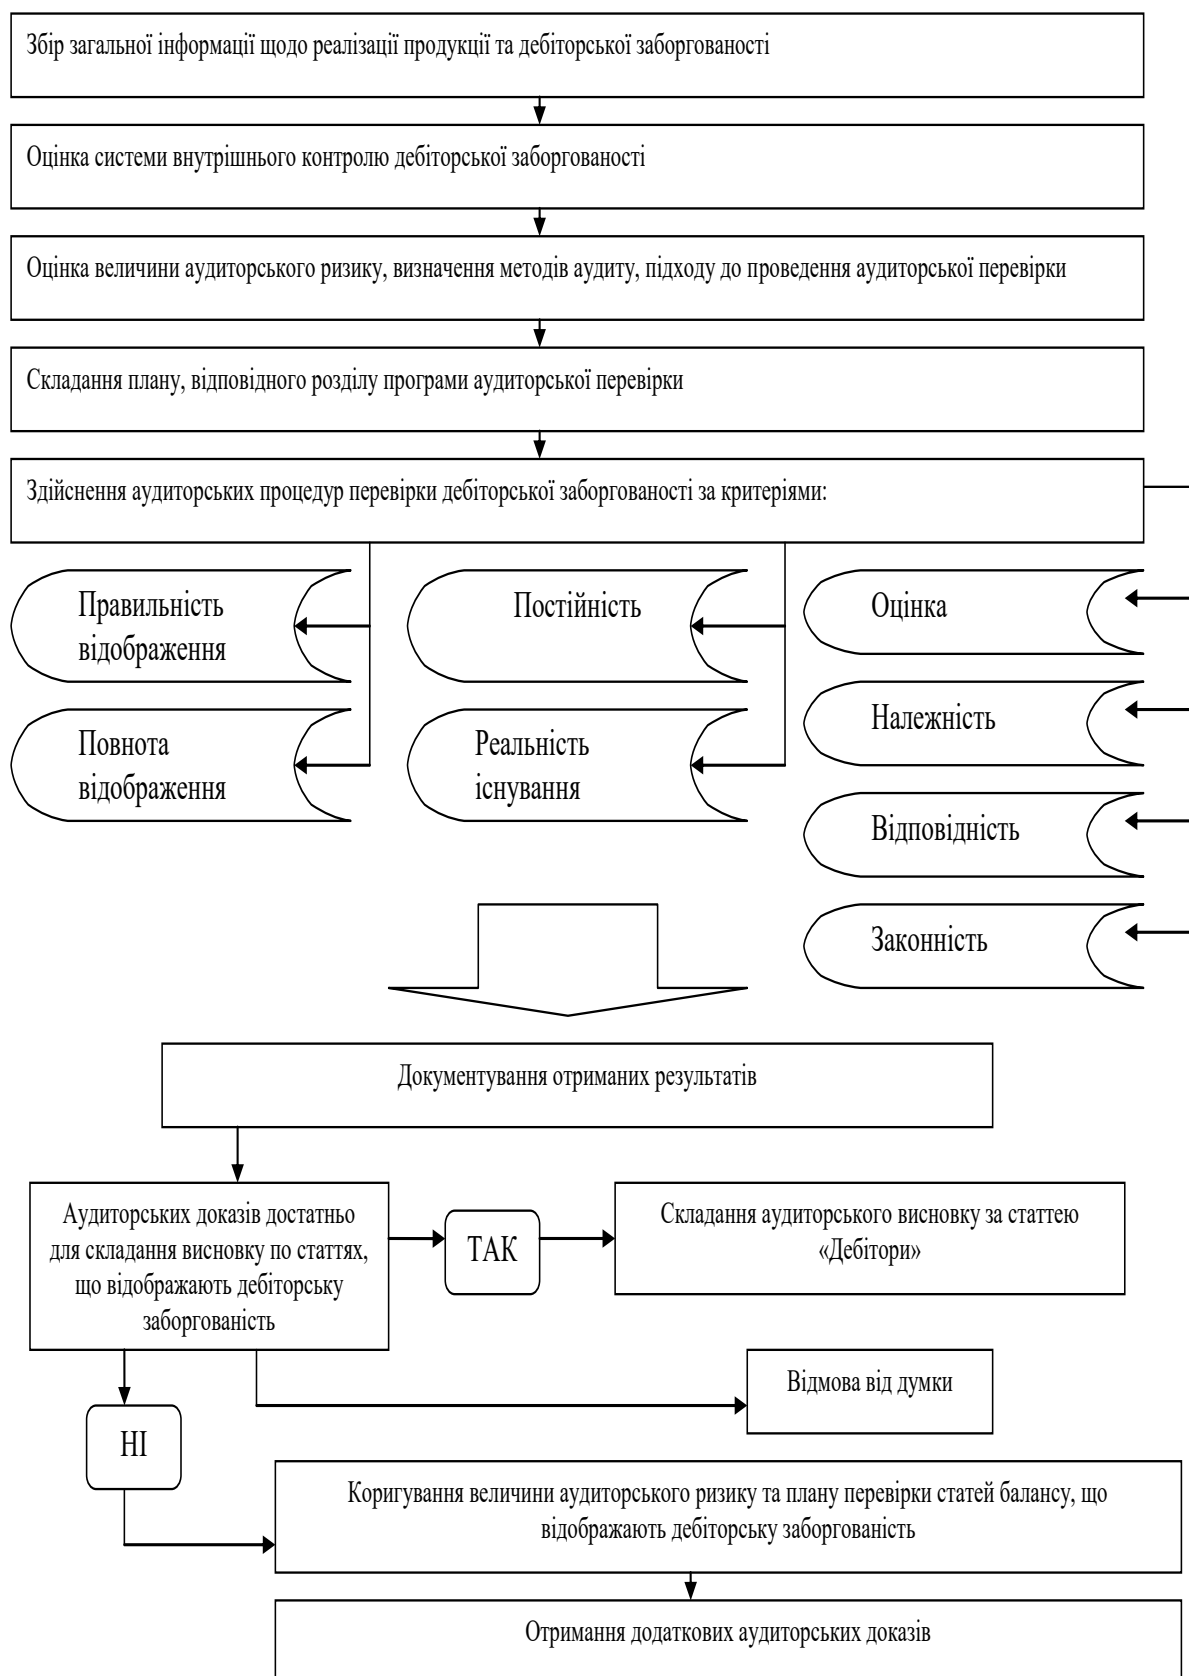 Збір загальної інформації щодо реалізації продукції та дебіторської заборгованості
Оцінка системи внутрішнього контролю дебіторської заборгованості
Оцінка величини аудиторського ризику, визначення методів аудиту, підходу до проведення аудиторської перевірки
Складання плану, відповідного розділу програми аудиторської перевірки
Здійснення аудиторських процедур перевірки дебіторської заборгованості за критеріями:
Правильність
відображення
Постійність
Оцінка
Належність
Повнота
відображення
Реальність
існування
Відповідність
Законність
Документування отриманих результатів
Аудиторських доказів достатньо
для складання висновку по статтях,
що відображають дебіторську
заборгованість
ТАК
Складання аудиторського висновку за статтею
«Дебітори»
Відмова від думки
НІ
Коригування величини аудиторського ризику та плану перевірки статей балансу, що
відображають дебіторську заборгованість
Отримання додаткових аудиторських доказів